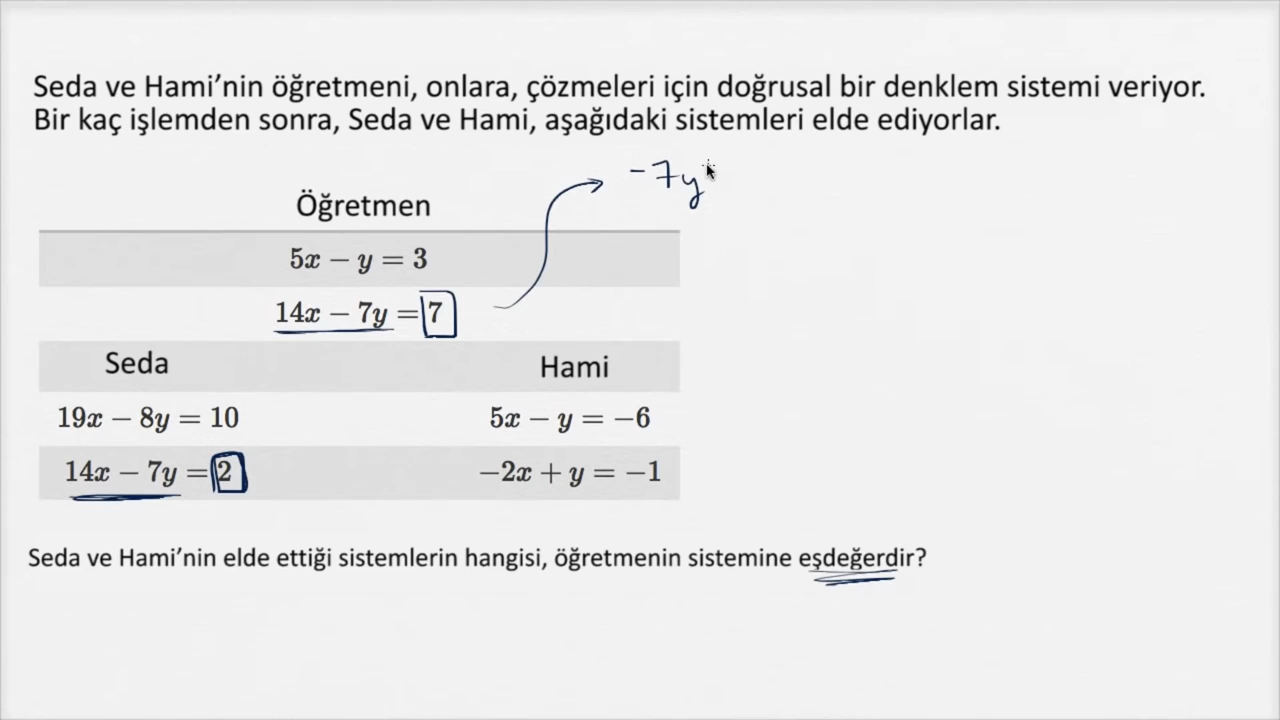 Seda ve Hami'nin öğretmeni, onlara, çözmeleri için doğrusal bir denklem sistemi veriyor.
Bir kaç işlemden sonra, Seda ve Hami, aşağıdaki sistemleri elde ediyorlar.
-7y
Öğretmen
5x − y = 3
14x − 7y = 7
Seda Hami
19x − 8y = 10 5x − y = −6
14x − 7y = 2 −2x + y = −1
Seda ve Hami'nin elde ettiği sistemlerin hangisi, öğretmenin sistemine eşdeğerdir?